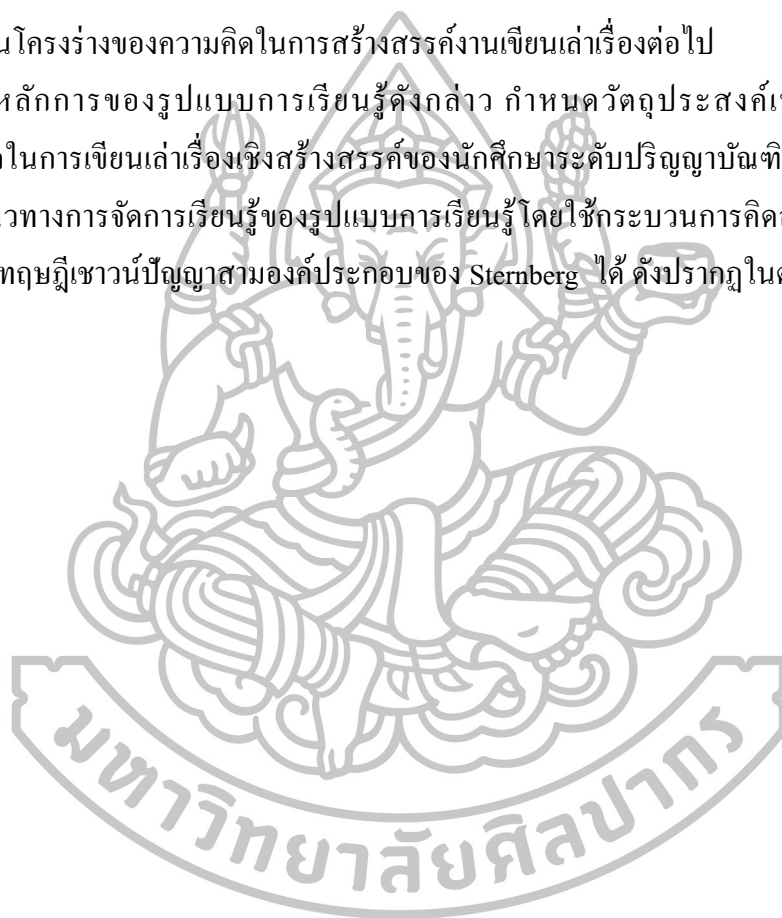 นโครงร่างของความคิดในการสร้างสรรค์งานเขียนเล่าเรื่องต่อไป
หลักการของรูปแบบการเรียนรู้ดังกล่าว กำหนดวัตถุประสงค์เ
ในการเขียนเล่าเรื่องเชิงสร้างสรรค์ของนักศึกษาระดับปริญญาบัณฑิ
วทางการจัดการเรียนรู้ของรูปแบบการเรียนรู้โดยใช้กระบวนการคิด
ทฤษฎีเชาวน์ปัญญาสามองค์ประกอบของ Sternberg ได้ ดังปรากฏใน
มหาวิทยาลัยศิลปากร